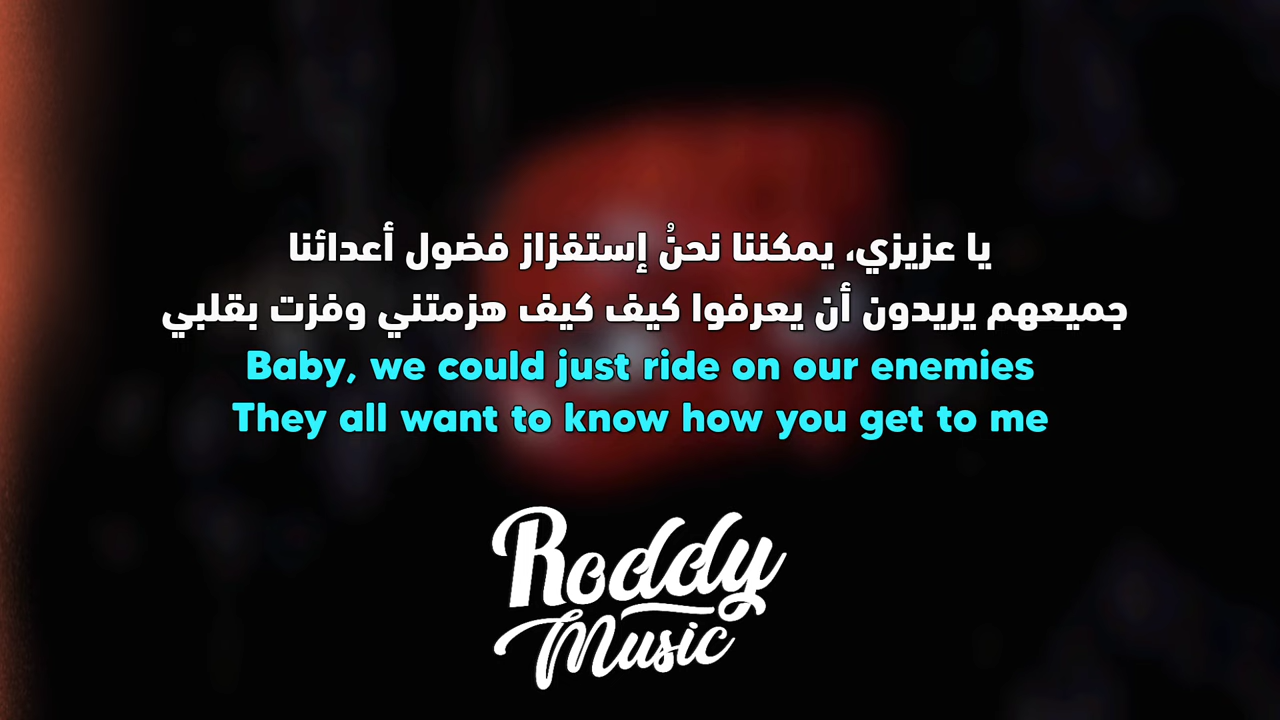 يا عزيزي، يمكننا نحنُ إستفزاز فضول أعدائنا
جميعهم يريدون أن يعرفوا كيف كيف هزمتني وفزت بقلبي
Baby, we could just ride on our enemies
They all want to know how you get to me
Roddy
Music